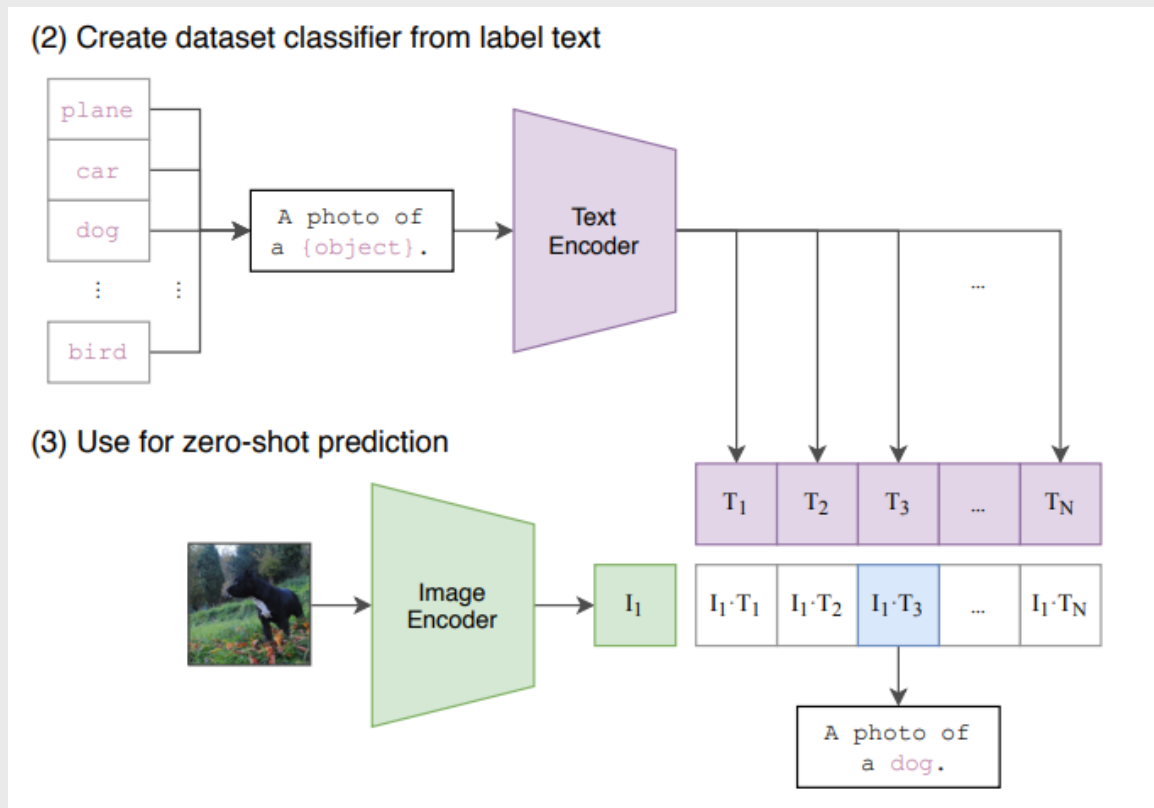 (2) Create dataset classifier from label text
plane
car
dog
⋮ ⋮
bird
A photo of
a {object}.
Text
Encoder
...
(3) Use for zero-shot prediction
Image
Encoder
I1
T1 T2 T3 ... TN
I1·T1 I1·T2 I1·T3 ... I1·TN
A photo of
a dog.